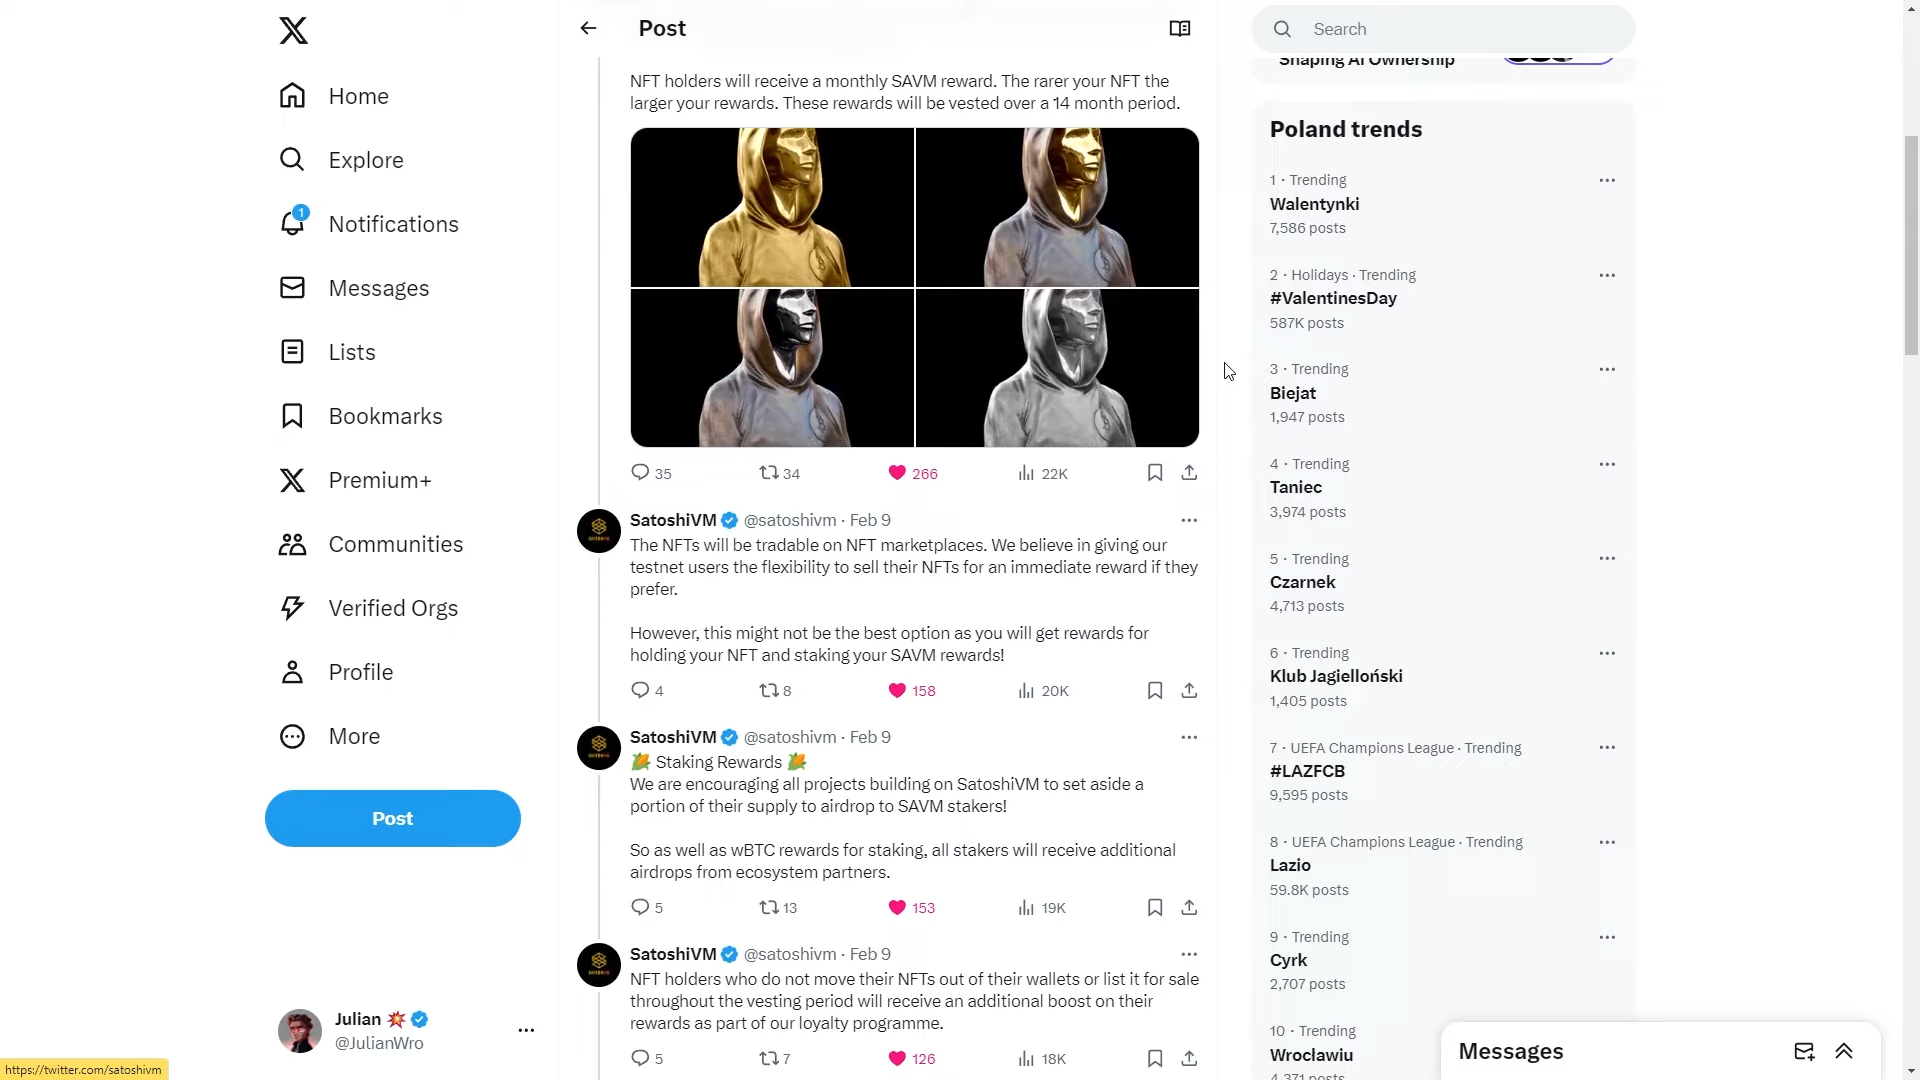 Home
Explore
1
Notifications
Messages
Lists
Bookmarks
Premium+
Communities
Verified Orgs
Profile
More
Post
Julian 💥
@JulianWro
https://twitter.com/satoshivm
Post
NFT holders will receive a monthly SAVM reward. The rarer your NFT the
larger your rewards. These rewards will be vested over a 14 month period.
35 34 266 22K
SatoshiVM @satoshivm · Feb 9
The NFTs will be tradable on NFT marketplaces. We believe in giving our
testnet users the flexibility to sell their NFTs for an immediate reward if they
prefer.
However, this might not be the best option as you will get rewards for
holding your NFT and staking your SAVM rewards!
4 8 158 20K
SatoshiVM @satoshivm · Feb 9
🌽 Staking Rewards 🌽
We are encouraging all projects building on SatoshiVM to set aside a
portion of their supply to airdrop to SAVM stakers!
So as well as wBTC rewards for staking, all stakers will receive additional
airdrops from ecosystem partners.
5 13 153 19K
SatoshiVM @satoshivm · Feb 9
NFT holders who do not move their NFTs out of their wallets or list it for sale
throughout the vesting period will receive an additional boost on their
rewards as part of our loyalty programme.
5 7 126 18K
Search
Shaping AI Ownership
Poland trends
1 · Trending
Walentynki
7,586 posts
2 · Holidays · Trending
#ValentinesDay
587K posts
3 · Trending
Biejat
1,947 posts
4 · Trending
Taniec
3,974 posts
5 · Trending
Czarnek
4,713 posts
6 · Trending
Klub Jagielloński
1,405 posts
7 · UEFA Champions League · Trending
#LAZFCB
9,595 posts
8 · UEFA Champions League · Trending
Lazio
59.8K posts
9 · Trending
Cyrk
2,707 posts
10 · Trending
Wroclawiu
4,371 posts
Messages